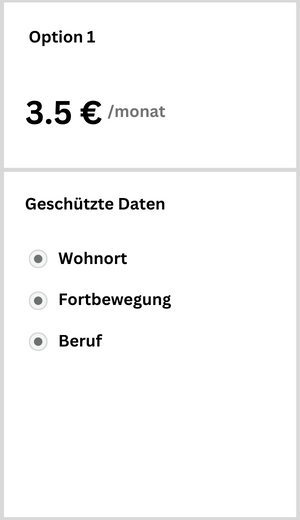 Option 1
3.5 € /monat
Geschützte Daten
Wohnort
Fortbewegung
Beruf